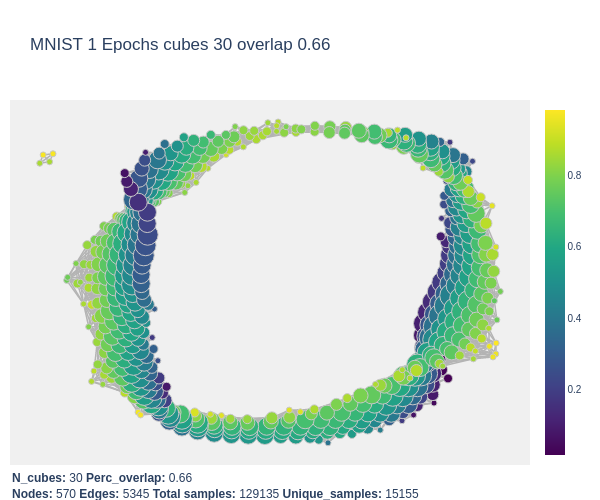 MNIST 1 Epochs cubes 30 overlap 0.66
0.8
0.6
0.4
0.2
N_cubes: 30 Perc_overlap: 0.66
Nodes: 570 Edges: 5345 Total samples: 129135 Unique_samples: 15155